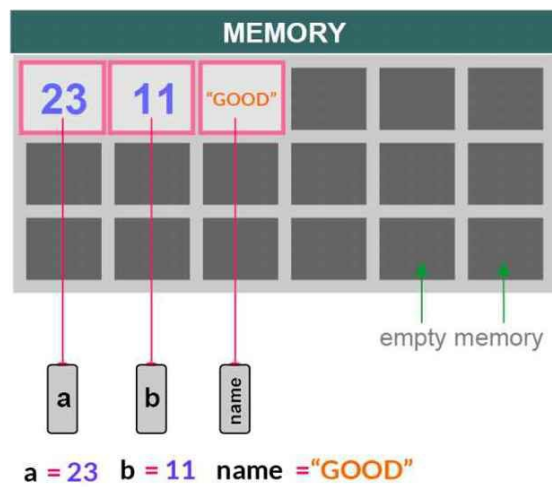 MEMORY
23 11 “GOOD”
empty memory
a b name
a = 23 b = 11 name =“GOOD”